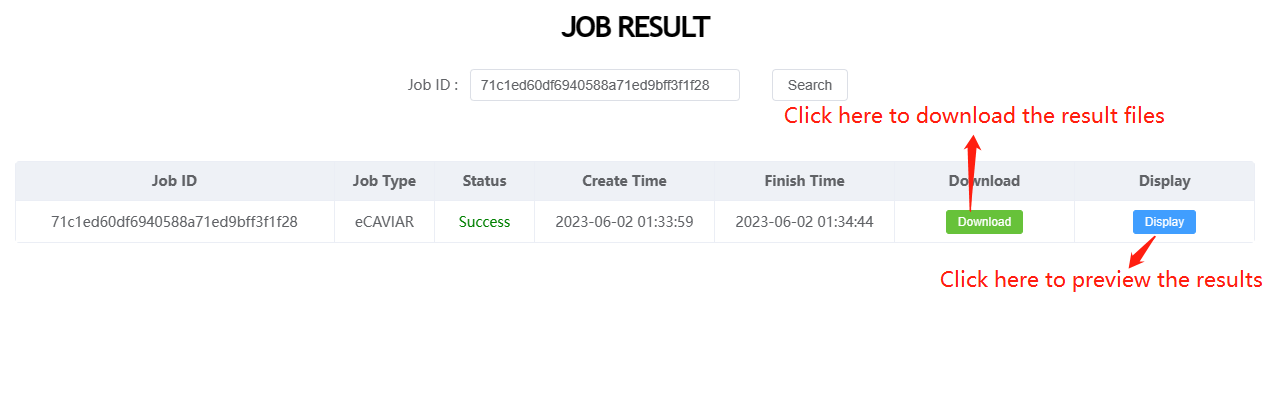 JOB RESULT
Job ID : 71c1ed60df6940588a71ed9bff3f1f28 Search
Click here to download the result files
Job ID Job Type Status Create Time Finish Time Download Display
71c1ed60df6940588a71ed9bff3f1f28 eCAVIAR Success 2023-06-02 01:33:59 2023-06-02 01:34:44 Download Display
Click here to preview the results